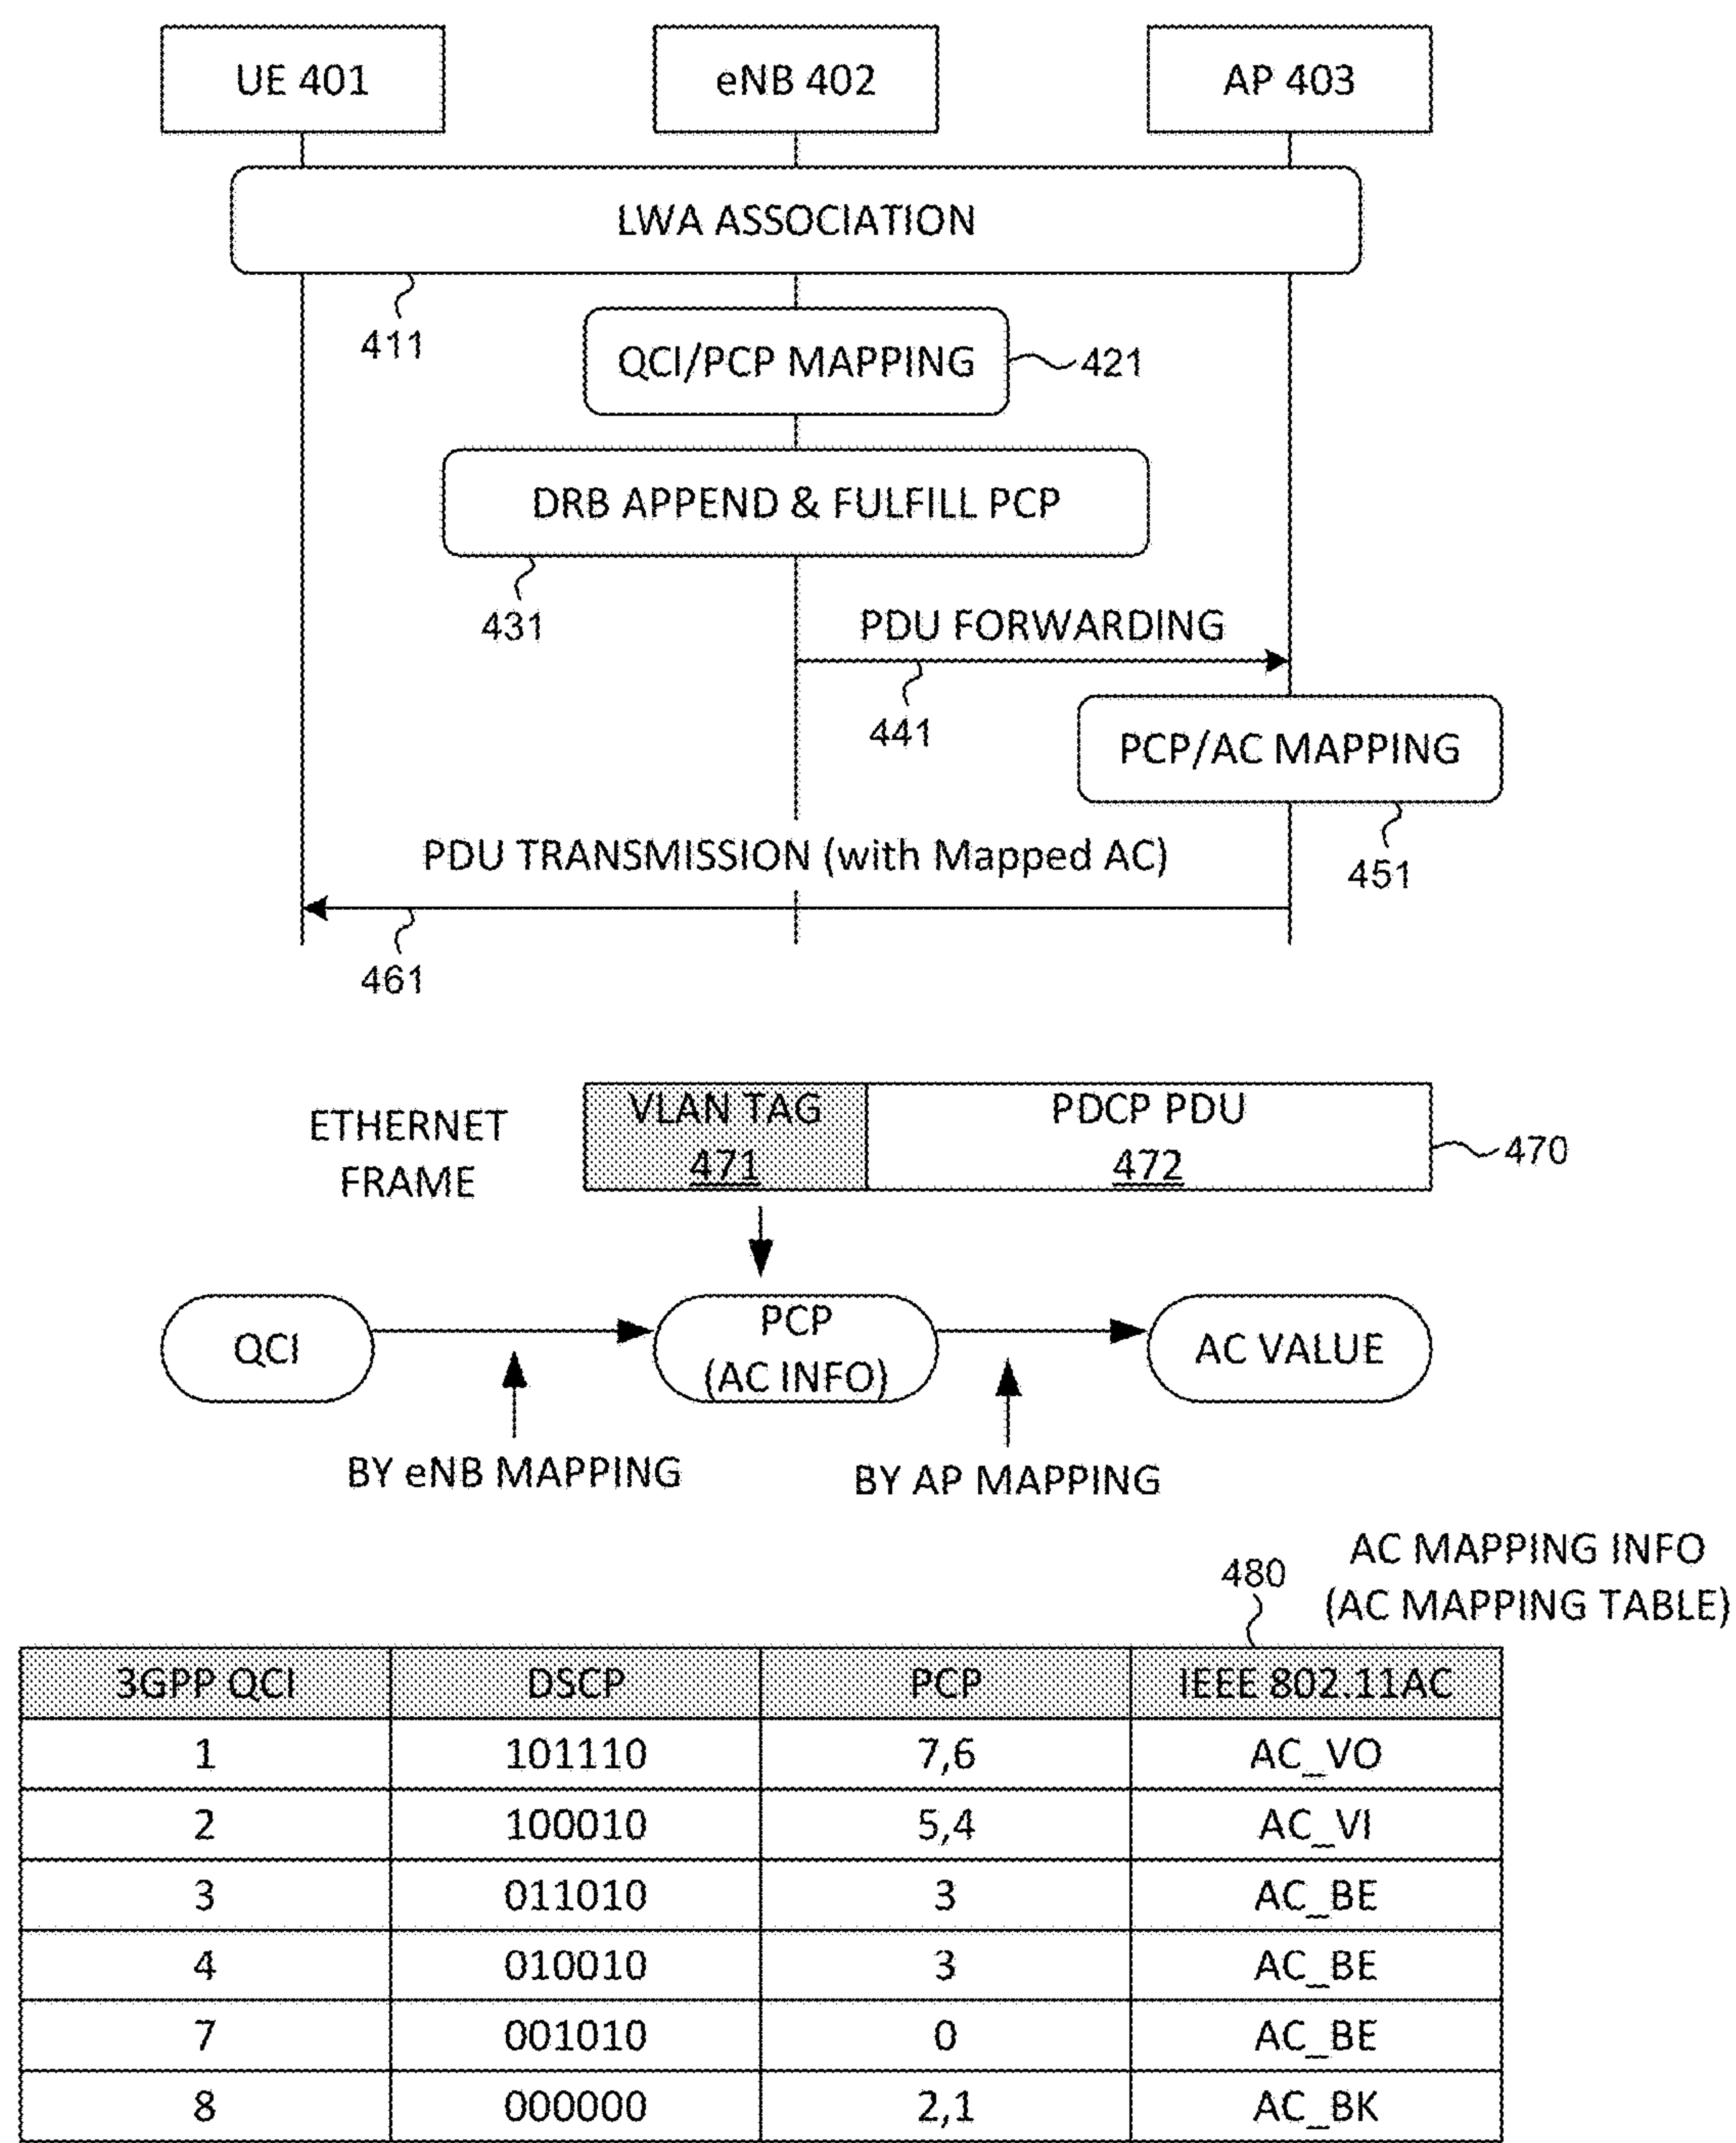 UE 401
eNB 402
AP 403
LWA ASSOCIATION
411
QCI/PCP MAPPING
421
DRB APPEND & FULFILL PCP
431
PDU FORWARDING
441
PCP/AC MAPPING
451
PDU TRANSMISSION (with Mapped AC)
461
ETHERNET
FRAME
VLAN TAG
471
PDCP PDU
472
470
QCI
PCP
(AC INFO)
AC VALUE
BY eNB MAPPING
BY AP MAPPING
AC MAPPING INFO
(AC MAPPING TABLE)
480
3GPP QCI DSCP PCP IEEE 802.11AC
1 101110 7,6 AC_VO
2 100010 5,4 AC_VI
3 011010 3 AC_BE
4 010010 3 AC_BE
7 001010 0 AC_BE
8 000000 2,1 AC_BK